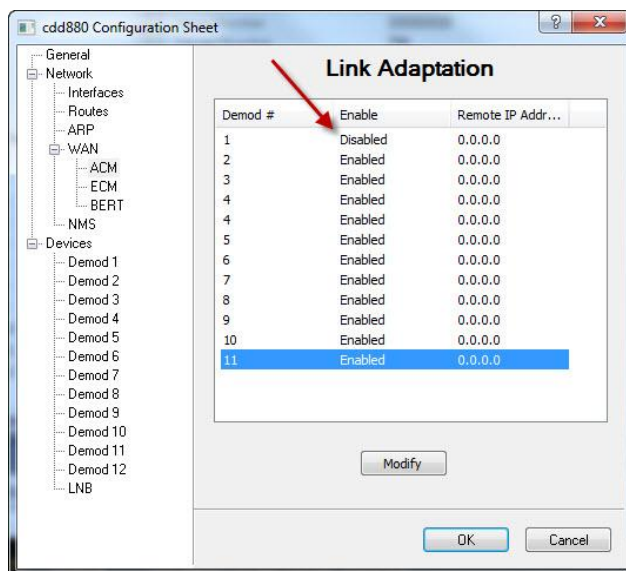 cdd880 Configuration Sheet
General
Network
Interfaces
Routes
ARP
WAN
ACM
ECM
BERT
NMS
Devices
Demod 1
Demod 2
Demod 3
Demod 4
Demod 5
Demod 6
Demod 7
Demod 8
Demod 9
Demod 10
Demod 11
Demod 12
LNB
Link Adaptation
Demod # Enable Remote IP Addr...
1 Disabled 0.0.0.0
2 Enabled 0.0.0.0
3 Enabled 0.0.0.0
4 Enabled 0.0.0.0
4 Enabled 0.0.0.0
5 Enabled 0.0.0.0
6 Enabled 0.0.0.0
7 Enabled 0.0.0.0
8 Enabled 0.0.0.0
9 Enabled 0.0.0.0
10 Enabled 0.0.0.0
11 Enabled 0.0.0.0
Modify
OK Cancel